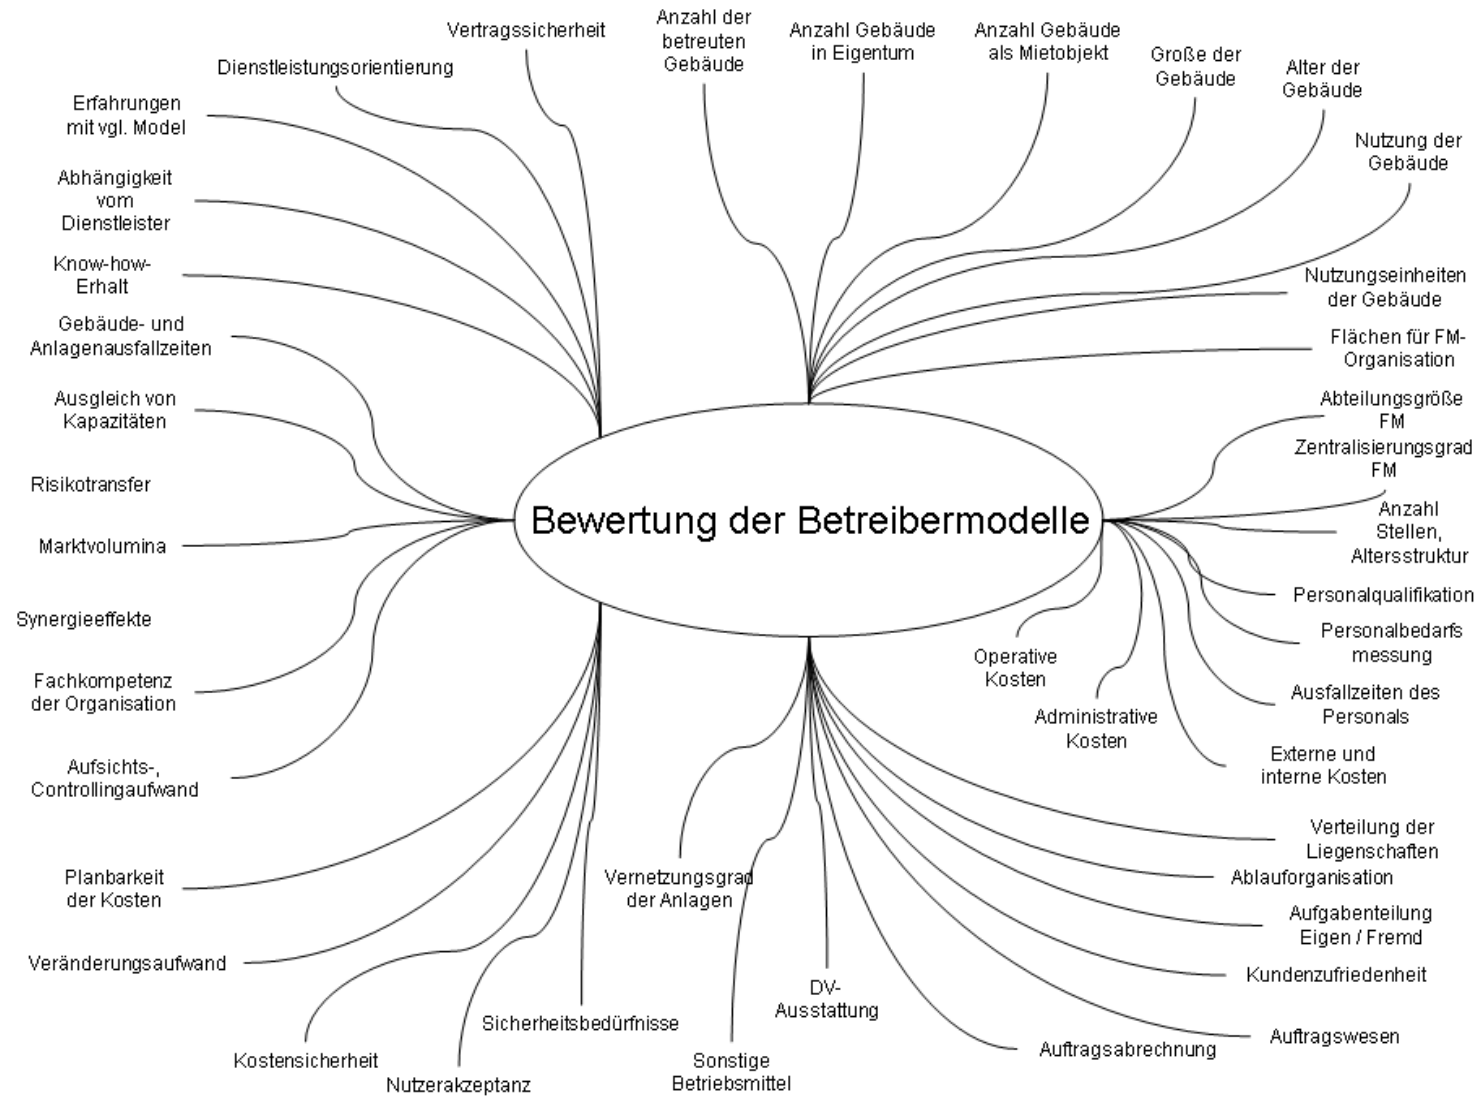 Vertragssicherheit
Anzahl der
betreuten
Gebäude
Anzahl Gebäude
in Eigentum
Anzahl Gebäude
als Mietobjekt
Große der
Gebäude
Alter der
Gebäude
Nutzung der
Gebäude
Nutzungseinheiten
der Gebäude
Flächen für FM-
Organisation
Abteilungsgröße
FM
Zentralisierungsgrad
FM
Anzahl
Stellen,
Altersstruktur
Personalqualifikation
Personalbedarfs
messung
Ausfallzeiten des
Personals
Externe und
interne Kosten
Administrative
Kosten
Operative
Kosten
Verteilung der
Liegenschaften
Ablauforganisation
Aufgabenteilung
Eigen / Fremd
Kundenzufriedenheit
Auftragswesen
Auftragsabrechnung
DV-
Ausstattung
Sonstige
Betriebsmittel
Vernetzungsgrad
der Anlagen
Sicherheitsbedürfnisse
Nutzerakzeptanz
Kostensicherheit
Veränderungsaufwand
Planbarkeit
der Kosten
Aufsichts-,
Controllingaufwand
Fachkompetenz
der Organisation
Synergieeffekte
Marktvolumina
Risikotransfer
Ausgleich von
Kapazitäten
Gebäude- und
Anlagenausfallzeiten
Know-how-
Erhalt
Abhängigkeit
vom
Dienstleister
Erfahrungen
mit vgl. Model
Dienstleistungsorientierung
Bewertung der Betreibermodelle